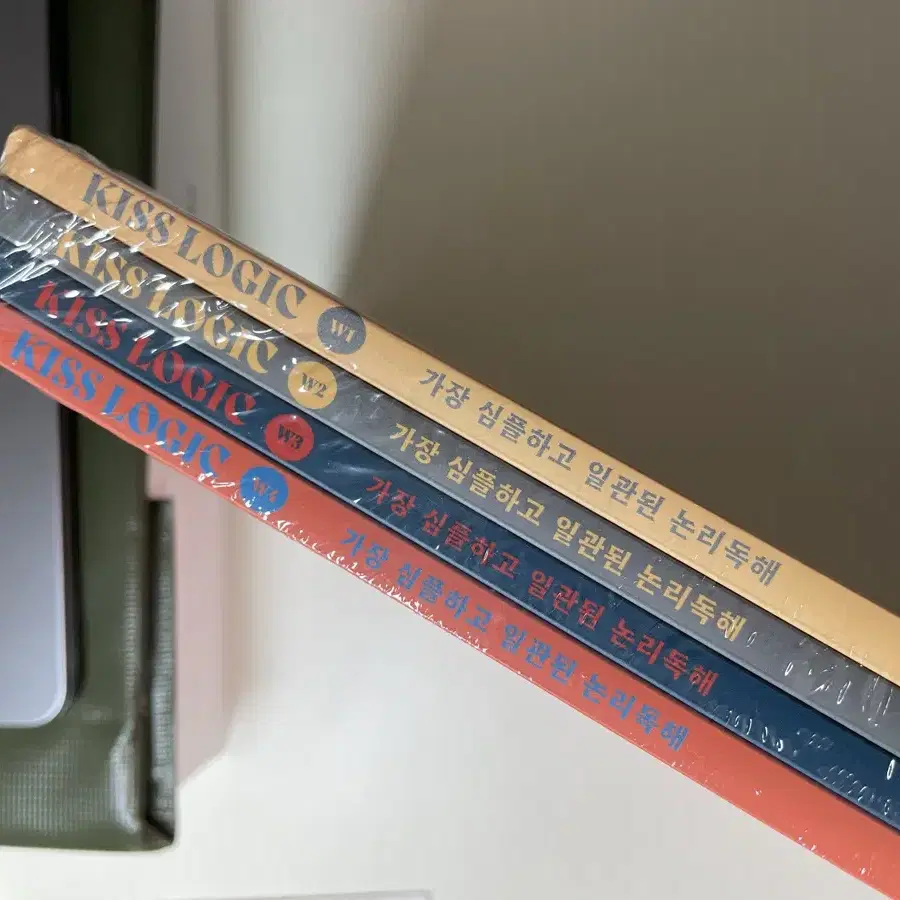 KISS LOGIC W1 가장 심플하고 일관된 논리독해
KISS LOGIC W2 가장 심플하고 일관된 논리독해
KISS LOGIC W3 가장 심플하고 일관된 논리독해
KISS LOGIC W4 가장 심플하고 일관된 논리독해